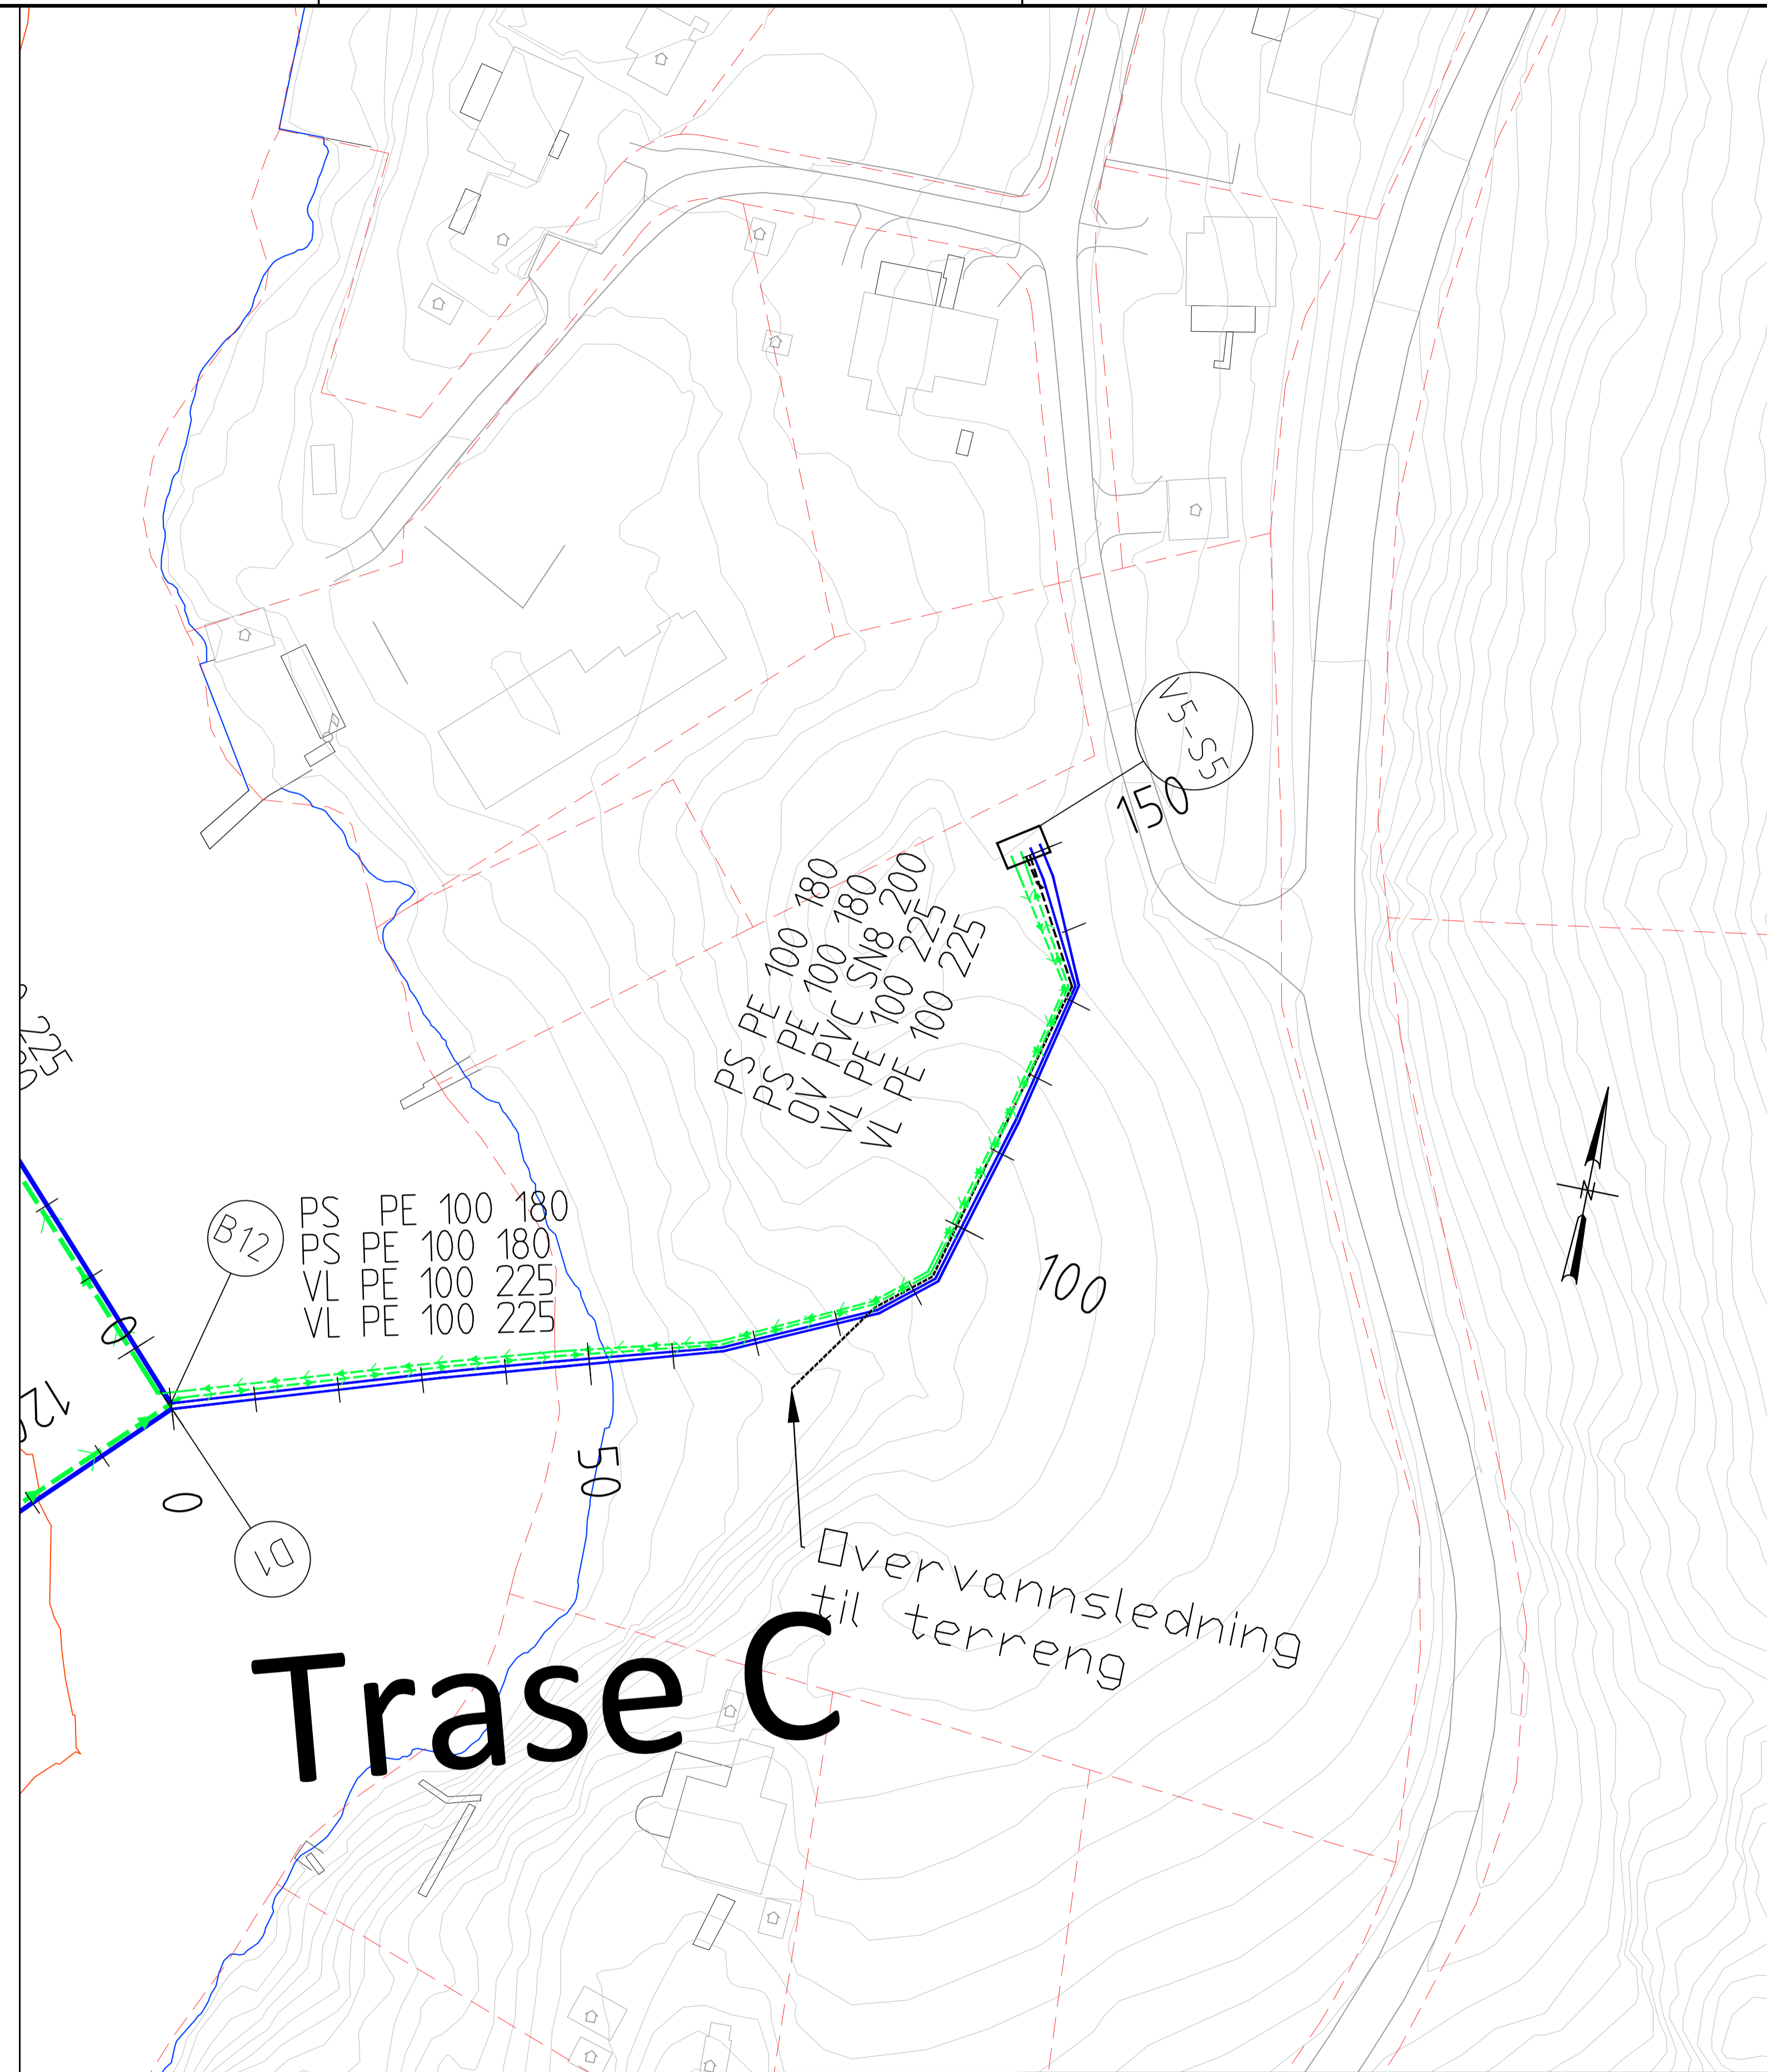 V5-S5
150
PS PE 100 180
PS PE 100 180
OV PVC SN8 200
VL PE 100 225
VL PE 100 225
N
B12
PS PE 100 180
PS PE 100 180
VL PE 100 225
VL PE 100 225
100
0
50
0
10
Overvannsledning
til terreng
Trase C